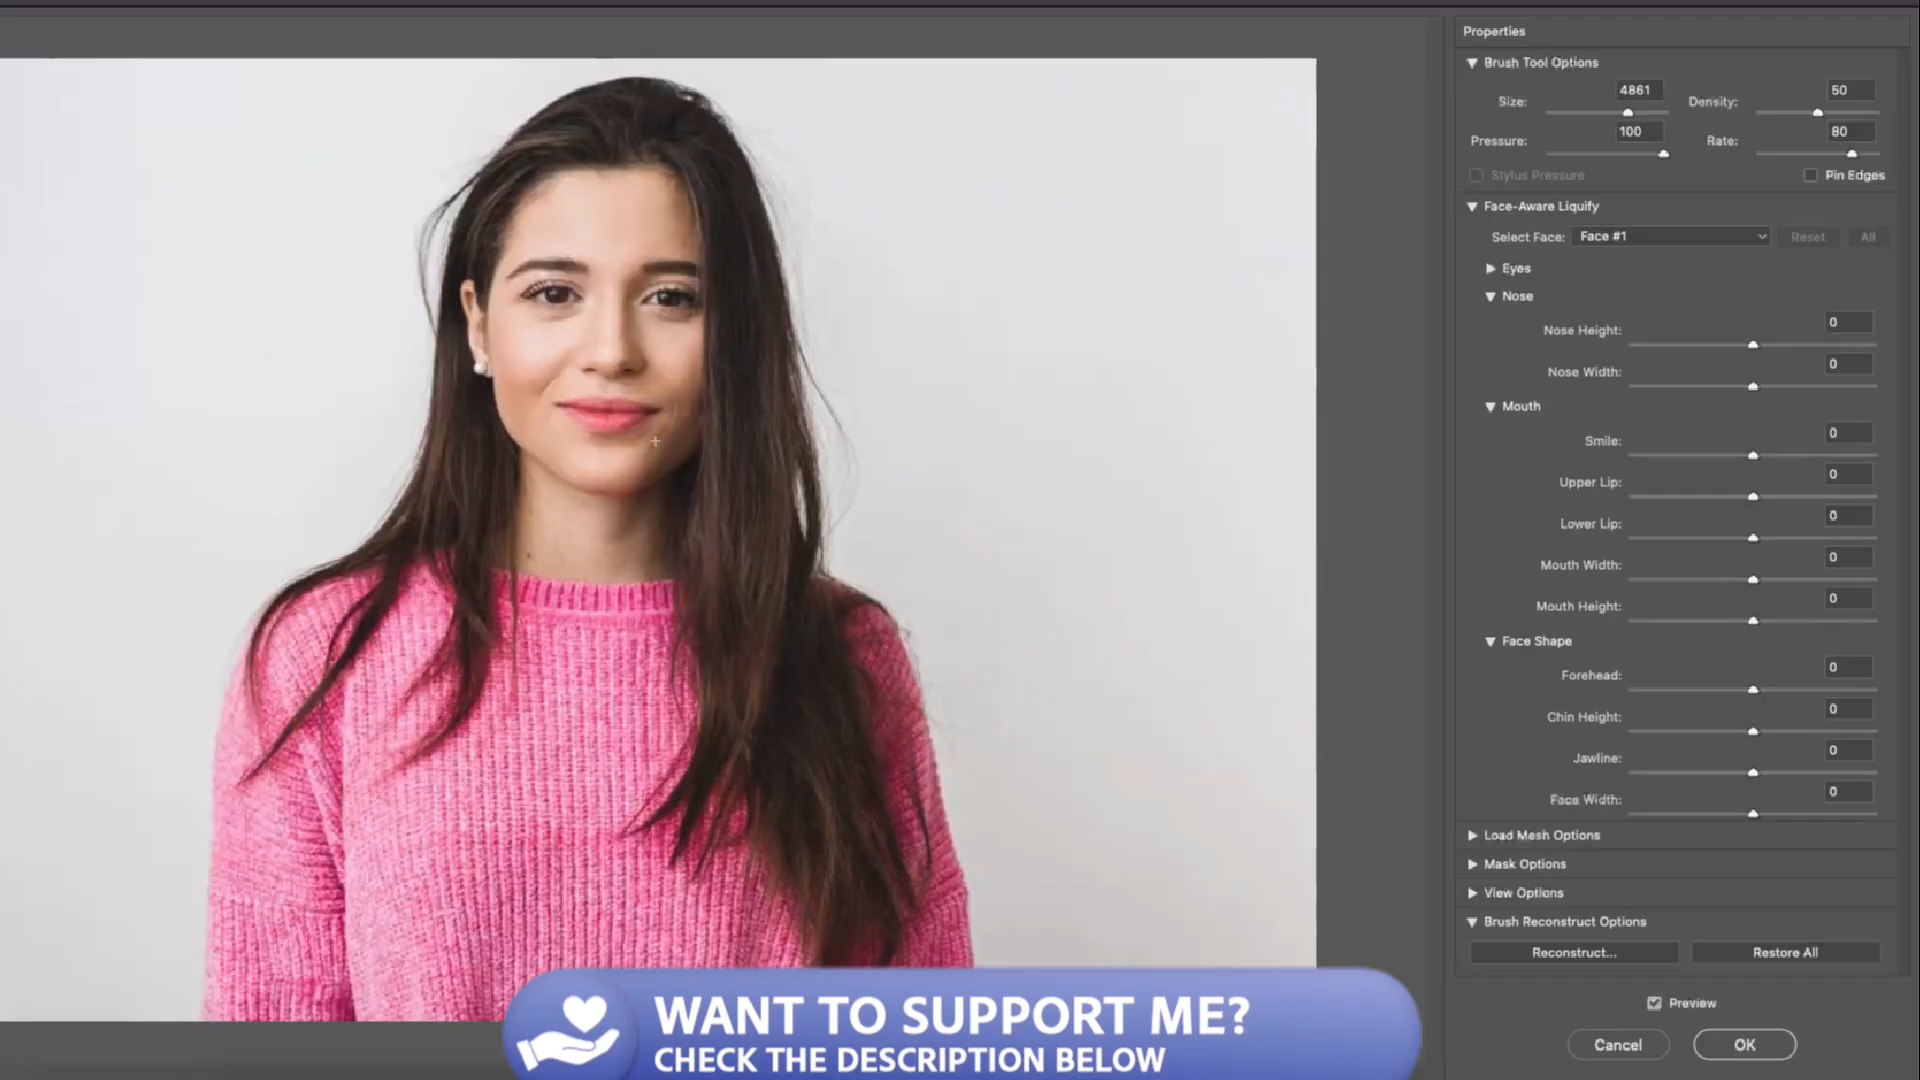 Properties
Brush Tool Options
Size: 4861 Density: 50
Pressure: 100 Rate: 80
Stylus Pressure Pin Edges
Face-Aware Liquify
Select Face: Face #1 Reset All
Eyes
Nose
Nose Height: 0
Nose Width: 0
Mouth
Smile: 0
Upper Lip: 0
Lower Lip: 0
Mouth Width: 0
Mouth Height: 0
Face Shape
Forehead: 0
Chin Height: 0
Jawline: 0
Face Width: 0
Load Mesh Options
Mask Options
View Options
Brush Reconstruct Options
Reconstruct... Restore All
Preview
Cancel OK
WANT TO SUPPORT ME?
CHECK THE DESCRIPTION BELOW